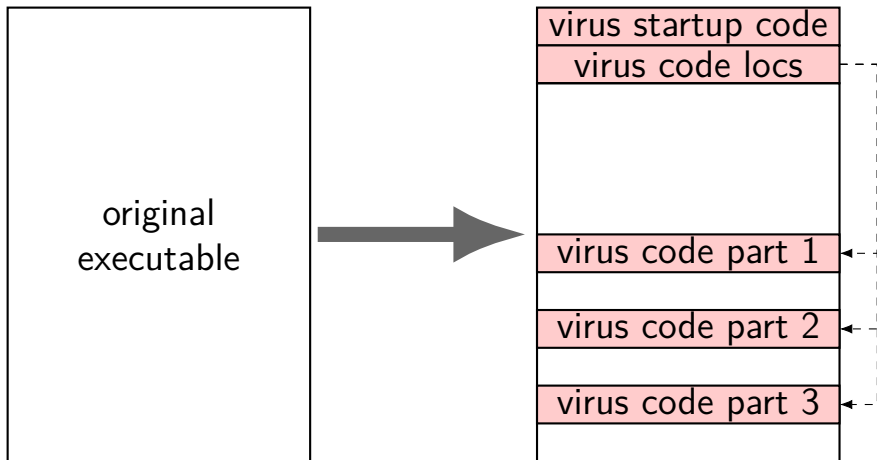 original
executable
virus startup code
virus code locs
virus code part 1
virus code part 2
virus code part 3